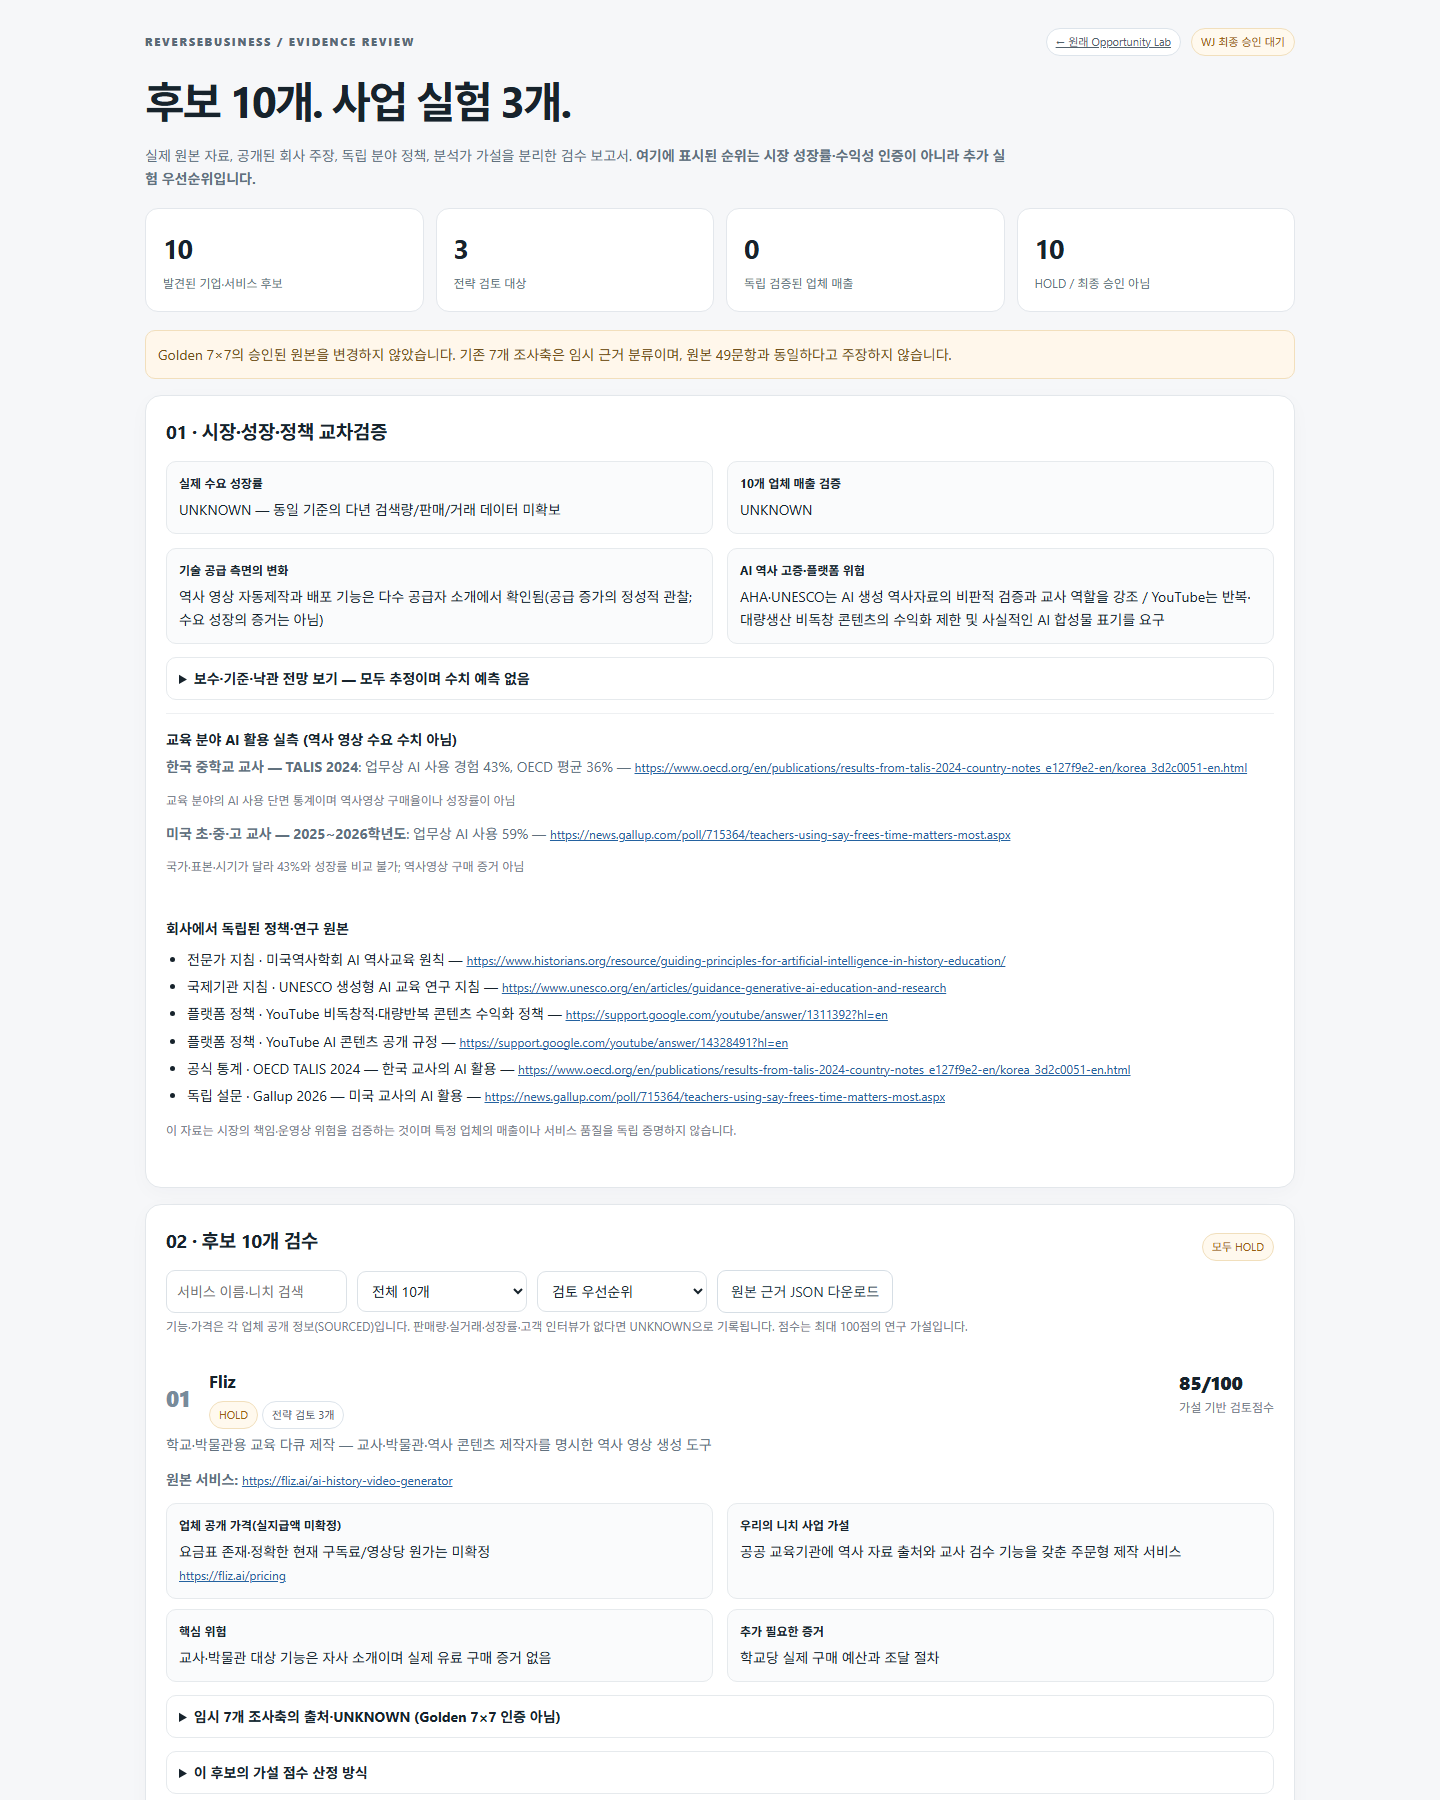 REVERSEBUSINESS / EVIDENCE REVIEW
← 원래 Opportunity Lab
WJ 최종 승인 대기
후보 10개. 사업 실험 3개.
실제 원본 자료, 공개된 회사 주장, 독립 분야 정책, 분석가 가설을 분리한 검수 보고서. 여기에 표시된 순위는 시장 성장률·수익성 인증이 아니라 추가 실
험 우선순위입니다.
10
발견된 기업·서비스 후보
3
전략 검토 대상
0
독립 검증된 업체 매출
10
HOLD / 최종 승인 아님
Golden 7×7의 승인된 원본을 변경하지 않았습니다. 기존 7개 조사축은 임시 근거 분류이며, 원본 49문항과 동일하다고 주장하지 않습니다.
01 · 시장·성장·정책 교차검증
실제 수요 성장률
UNKNOWN — 동일 기준의 다년 검색량/판매/거래 데이터 미확보
10개 업체 매출 검증
UNKNOWN
기술 공급 측면의 변화
역사 영상 자동제작과 배포 기능은 다수 공급자 소개에서 확인됨(공급 증가의 정성적 관찰;
수요 성장의 증거는 아님)
AI 역사 고증·플랫폼 위험
AHA·UNESCO는 AI 생성 역사자료의 비판적 검증과 교사 역할을 강조 / YouTube는 반복·
대량생산 비독창 콘텐츠의 수익화 제한 및 사실적인 AI 합성물 표기를 요구
▶ 보수·기준·낙관 전망 보기 — 모두 추정이며 수치 예측 없음
교육 분야 AI 활용 실측 (역사 영상 수요 수치 아님)
한국 중학교 교사 — TALIS 2024: 업무상 AI 사용 경험 43%, OECD 평균 36% — https://www.oecd.org/en/publications/results-from-talis-2024-country-notes_e127f9e2-en/korea_3d2c0051-en.html
교육 분야의 AI 사용 단면 통계이며 역사영상 구매율이나 성장률이 아님
미국 초·중·고 교사 — 2025~2026학년도: 업무상 AI 사용 59% — https://news.gallup.com/poll/715364/teachers-using-say-frees-time-matters-most.aspx
국가·표본·시기가 달라 43%와 성장률 비교 불가; 역사영상 구매 증거 아님
회사에서 독립된 정책·연구 원본
• 전문가 지침 · 미국역사학회 AI 역사교육 원칙 — https://www.historians.org/resource/guiding-principles-for-artificial-intelligence-in-history-education/
• 국제기관 지침 · UNESCO 생성형 AI 교육 연구 지침 — https://www.unesco.org/en/articles/guidance-generative-ai-education-and-research
• 플랫폼 정책 · YouTube 비독창적·대량반복 콘텐츠 수익화 정책 — https://support.google.com/youtube/answer/1311392?hl=en
• 플랫폼 정책 · YouTube AI 콘텐츠 공개 규정 — https://support.google.com/youtube/answer/14328491?hl=en
• 공식 통계 · OECD TALIS 2024 — 한국 교사의 AI 활용 — https://www.oecd.org/en/publications/results-from-talis-2024-country-notes_e127f9e2-en/korea_3d2c0051-en.html
• 독립 설문 · Gallup 2026 — 미국 교사의 AI 활용 — https://news.gallup.com/poll/715364/teachers-using-say-frees-time-matters-most.aspx
이 자료는 시장의 책임·운영상 위험을 검증하는 것이며 특정 업체의 매출이나 서비스 품질을 독립 증명하지 않습니다.
02 · 후보 10개 검수
모두 HOLD
서비스 이름·니치 검색
전체 10개
검토 우선순위
원본 근거 JSON 다운로드
기능·가격은 각 업체 공개 정보(SOURCED)입니다. 판매량·실거래·성장률·고객 인터뷰가 없다면 UNKNOWN으로 기록됩니다. 점수는 최대 100점의 연구 가설입니다.
01
Fliz
HOLD
전략 검토 3개
85/100
가설 기반 검토점수
학교·박물관용 교육 다큐 제작 — 교사·박물관·역사 콘텐츠 제작자를 명시한 역사 영상 생성 도구
원본 서비스: https://fliz.ai/ai-history-video-generator
업체 공개 가격(실지급액 미확정)
요금표 존재·정확한 현재 구독료/영상당 원가는 미확정
https://fliz.ai/pricing
우리의 니치 사업 가설
공공 교육기관에 역사 자료 출처와 교사 검수 기능을 갖춘 주문형 제작 서비스
핵심 위험
교사·박물관 대상 기능은 자사 소개이며 실제 유료 구매 증거 없음
추가 필요한 증거
학교당 실제 구매 예산과 조달 절차
▶ 임시 7개 조사축의 출처·UNKNOWN (Golden 7×7 인증 아님)
▶ 이 후보의 가설 점수 산정 방식